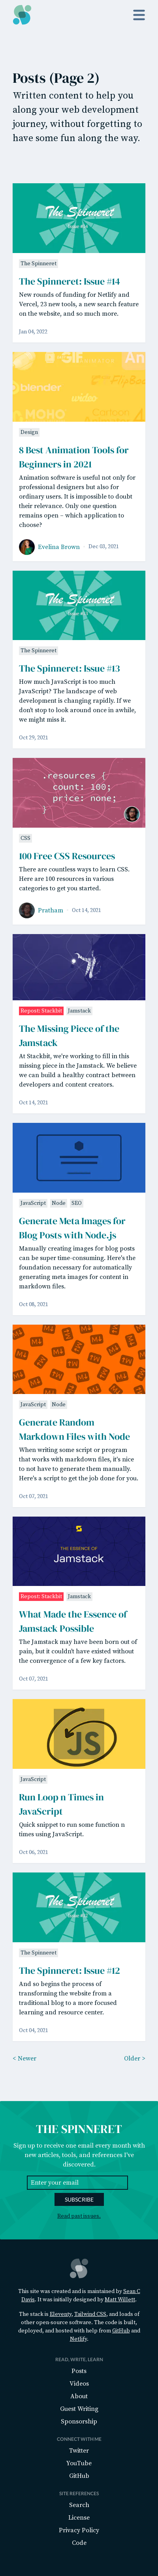 Posts (Page 2)
Written content to help you
along your web development
journey, without forgetting to
have some fun along the way.
The Spinneret
The Spinneret
The Spinneret: Issue #14
New rounds of funding for Netlify and
Vercel, 23 new tools, and a network feature
on the website, and so much more.
Jan 04, 2022
GIF
An
blender
MOHO
Cartoon
Design
8 Best Animation Tools for
Beginners in 2021
Animation software is useful not only for
professional designers but also for
ordinary users. It is impossible to doubt
their relevance. Only one question
remains open – which application to
choose?
Evelina Brown
Dec 03, 2021
The Spinneret
The Spinneret
The Spinneret: Issue #13
How much JavaScript is too much
JavaScript? The landscape of web
development is changing rapidly. If we
don't stop to look around once in awhile,
we might miss it.
Oct 29, 2021
.resources {
count: 100;
price: none;
}
CSS
100 Free CSS Resources
There are countless ways to learn CSS.
Here are 100 resources in various
categories to get you started.
Pratham
Oct 14, 2021
Repost: Stackbit
Jamstack
The Missing Piece of the
Jamstack
At Stackbit, we're working to fill in this
missing piece in the Jamstack. We believe
we can build a healthy contract between
developers and content creators.
Oct 14, 2021
JavaScript
Node
SEO
Generate Meta Images for
Blog Posts with Node.js
Manually creating images for blog posts
can be super time-consuming. Here's the
foundation necessary for automatically
generating meta images for content in
markdown files.
Oct 08, 2021
JavaScript
Node
Generate Random
Markdown Files with Node
When writing some script or program
that works with markdown files, it's nice
to not have to generate them manually.
Here's a script to get the job done for you.
Oct 07, 2021
THE ESSENCE OF
Jamstack
Repost: Stackbit
Jamstack
What Made the Essence of
Jamstack Possible
The Jamstack may have been born out of
pain, but it couldn't have existed without
the convergence of a few key factors.
Oct 07, 2021
JS
JavaScript
Run Loop n Times in
JavaScript
Quick snippet to run some function n
times using JavaScript.
Oct 06, 2021
The Spinneret
The Spinneret
The Spinneret: Issue #12
And so begins the process of
transforming the website from a
traditional blog to a more focused
learning and resource center.
Oct 04, 2021
< Newer
Older >
THE SPINNERET
Sign up to receive one email every month with
new articles, tools, and references I've
discovered.
Enter your email
SUBSCRIBE
Read past issues.
This site was created and is maintained by Sean C
Davis. It was initially designed by Matt Willett.
The stack is Eleventy, Tailwind CSS, and loads of
other open-source software. The code is built,
deployed, and hosted with help from GitHub and
Netlify.
READ, WRITE, LEARN
Posts
Videos
About
Guest Writing
Sponsorship
CONNECT WITH ME
Twitter
YouTube
GitHub
SITE REFERENCES
Search
License
Privacy Policy
Code